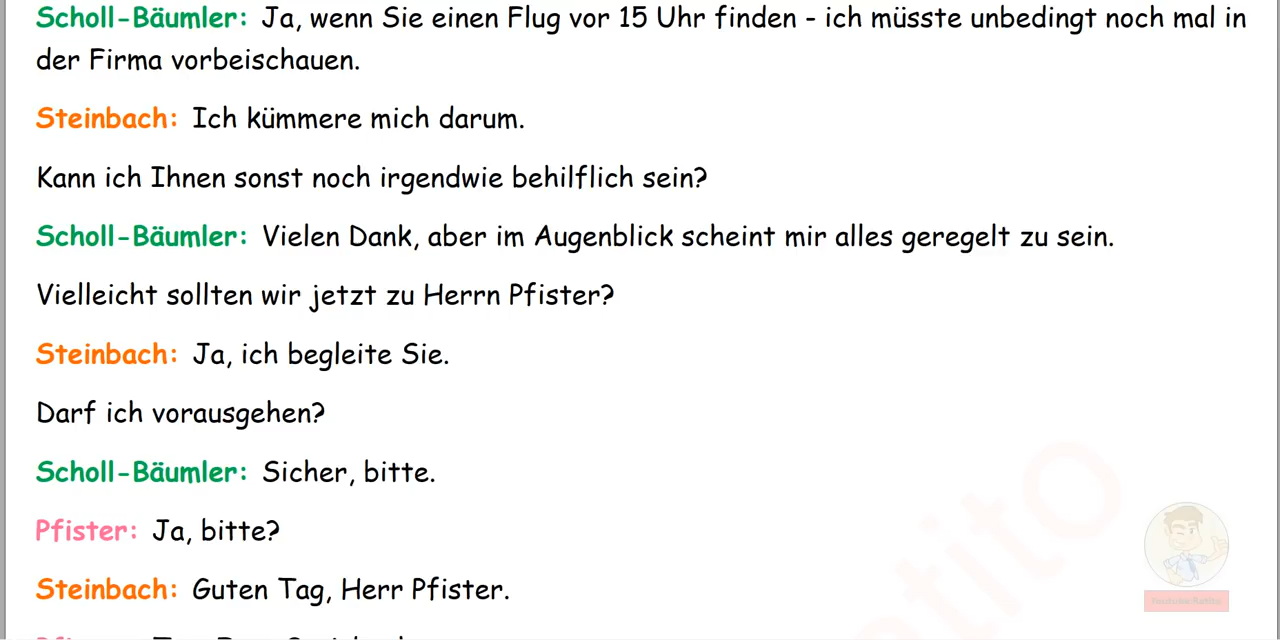 Scholl-Bäumler: Ja, wenn Sie einen Flug vor 15 Uhr finden - ich müsste unbedingt noch mal in
der Firma vorbeischauen.
Steinbach: Ich kümmere mich darum.
Kann ich Ihnen sonst noch irgendwie behilflich sein?
Scholl-Bäumler: Vielen Dank, aber im Augenblick scheint mir alles geregelt zu sein.
Vielleicht sollten wir jetzt zu Herrn Pfister?
Steinbach: Ja, ich begleite Sie.
Darf ich vorausgehen?
Scholl-Bäumler: Sicher, bitte.
Pfister: Ja, bitte?
Steinbach: Guten Tag, Herr Pfister.